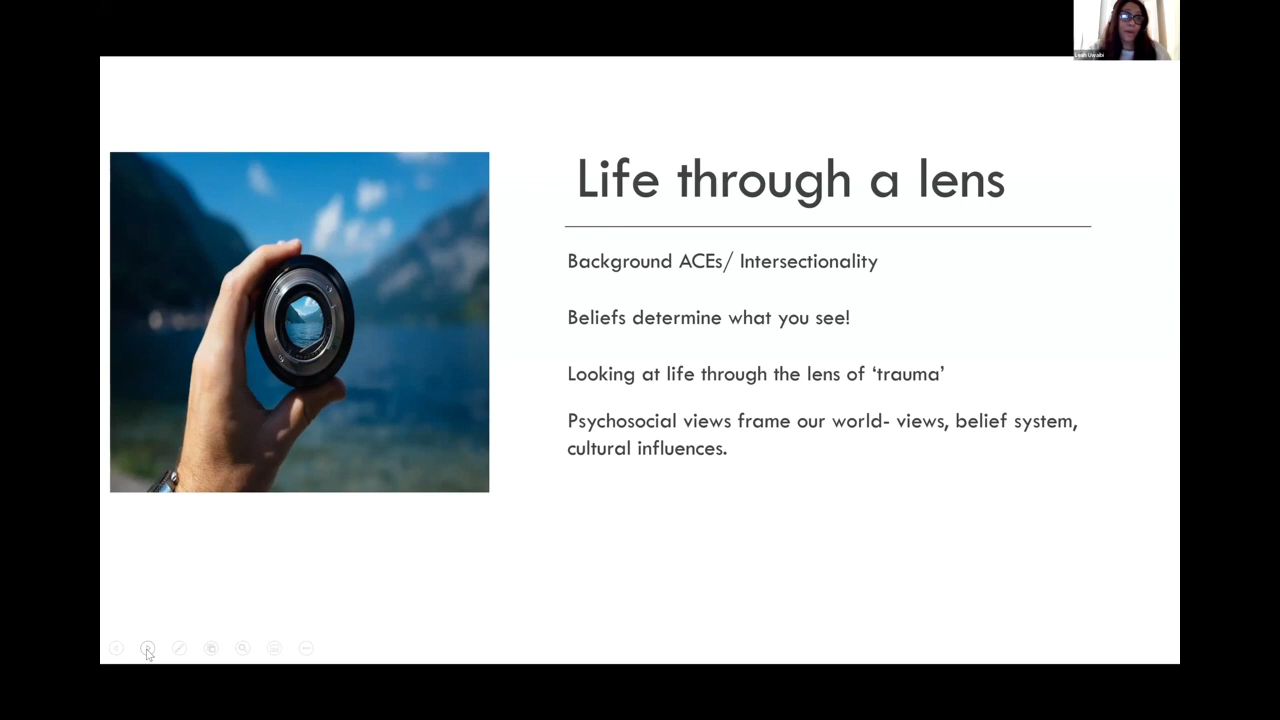 Life through a lens
Background ACEs/ Intersectionality
Beliefs determine what you see!
Looking at life through the lens of ‘trauma’
Psychosocial views frame our world- views, belief system,
cultural influences.